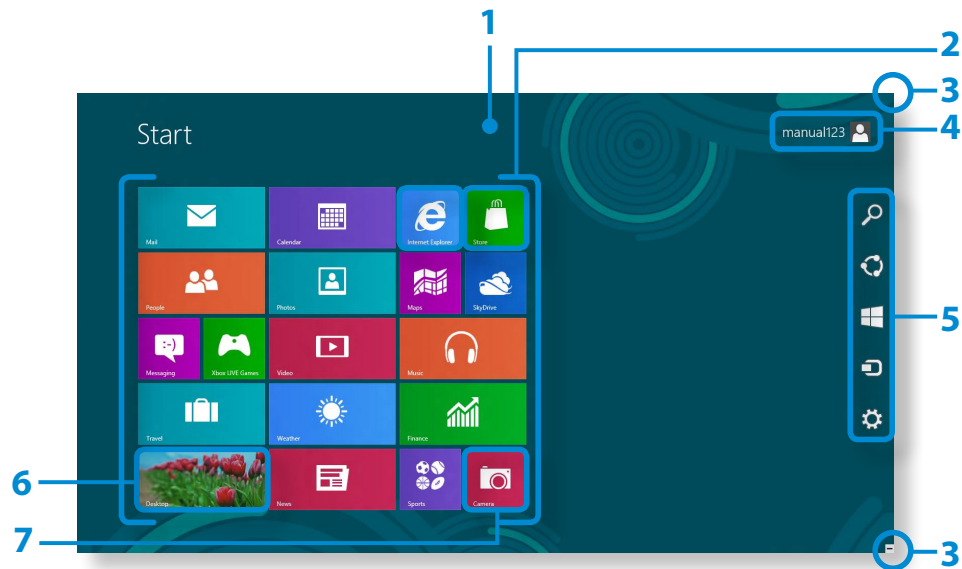 1
2
3
Start
manual123
4
Mail
Calendar
Internet Explorer
Store
People
Photos
Maps
SkyDrive
5
Messaging
:-)
Xbox LIVE Games
Video
Music
Travel
Weather
Finance
6
Desktop
News
Sports
Camera
7
3